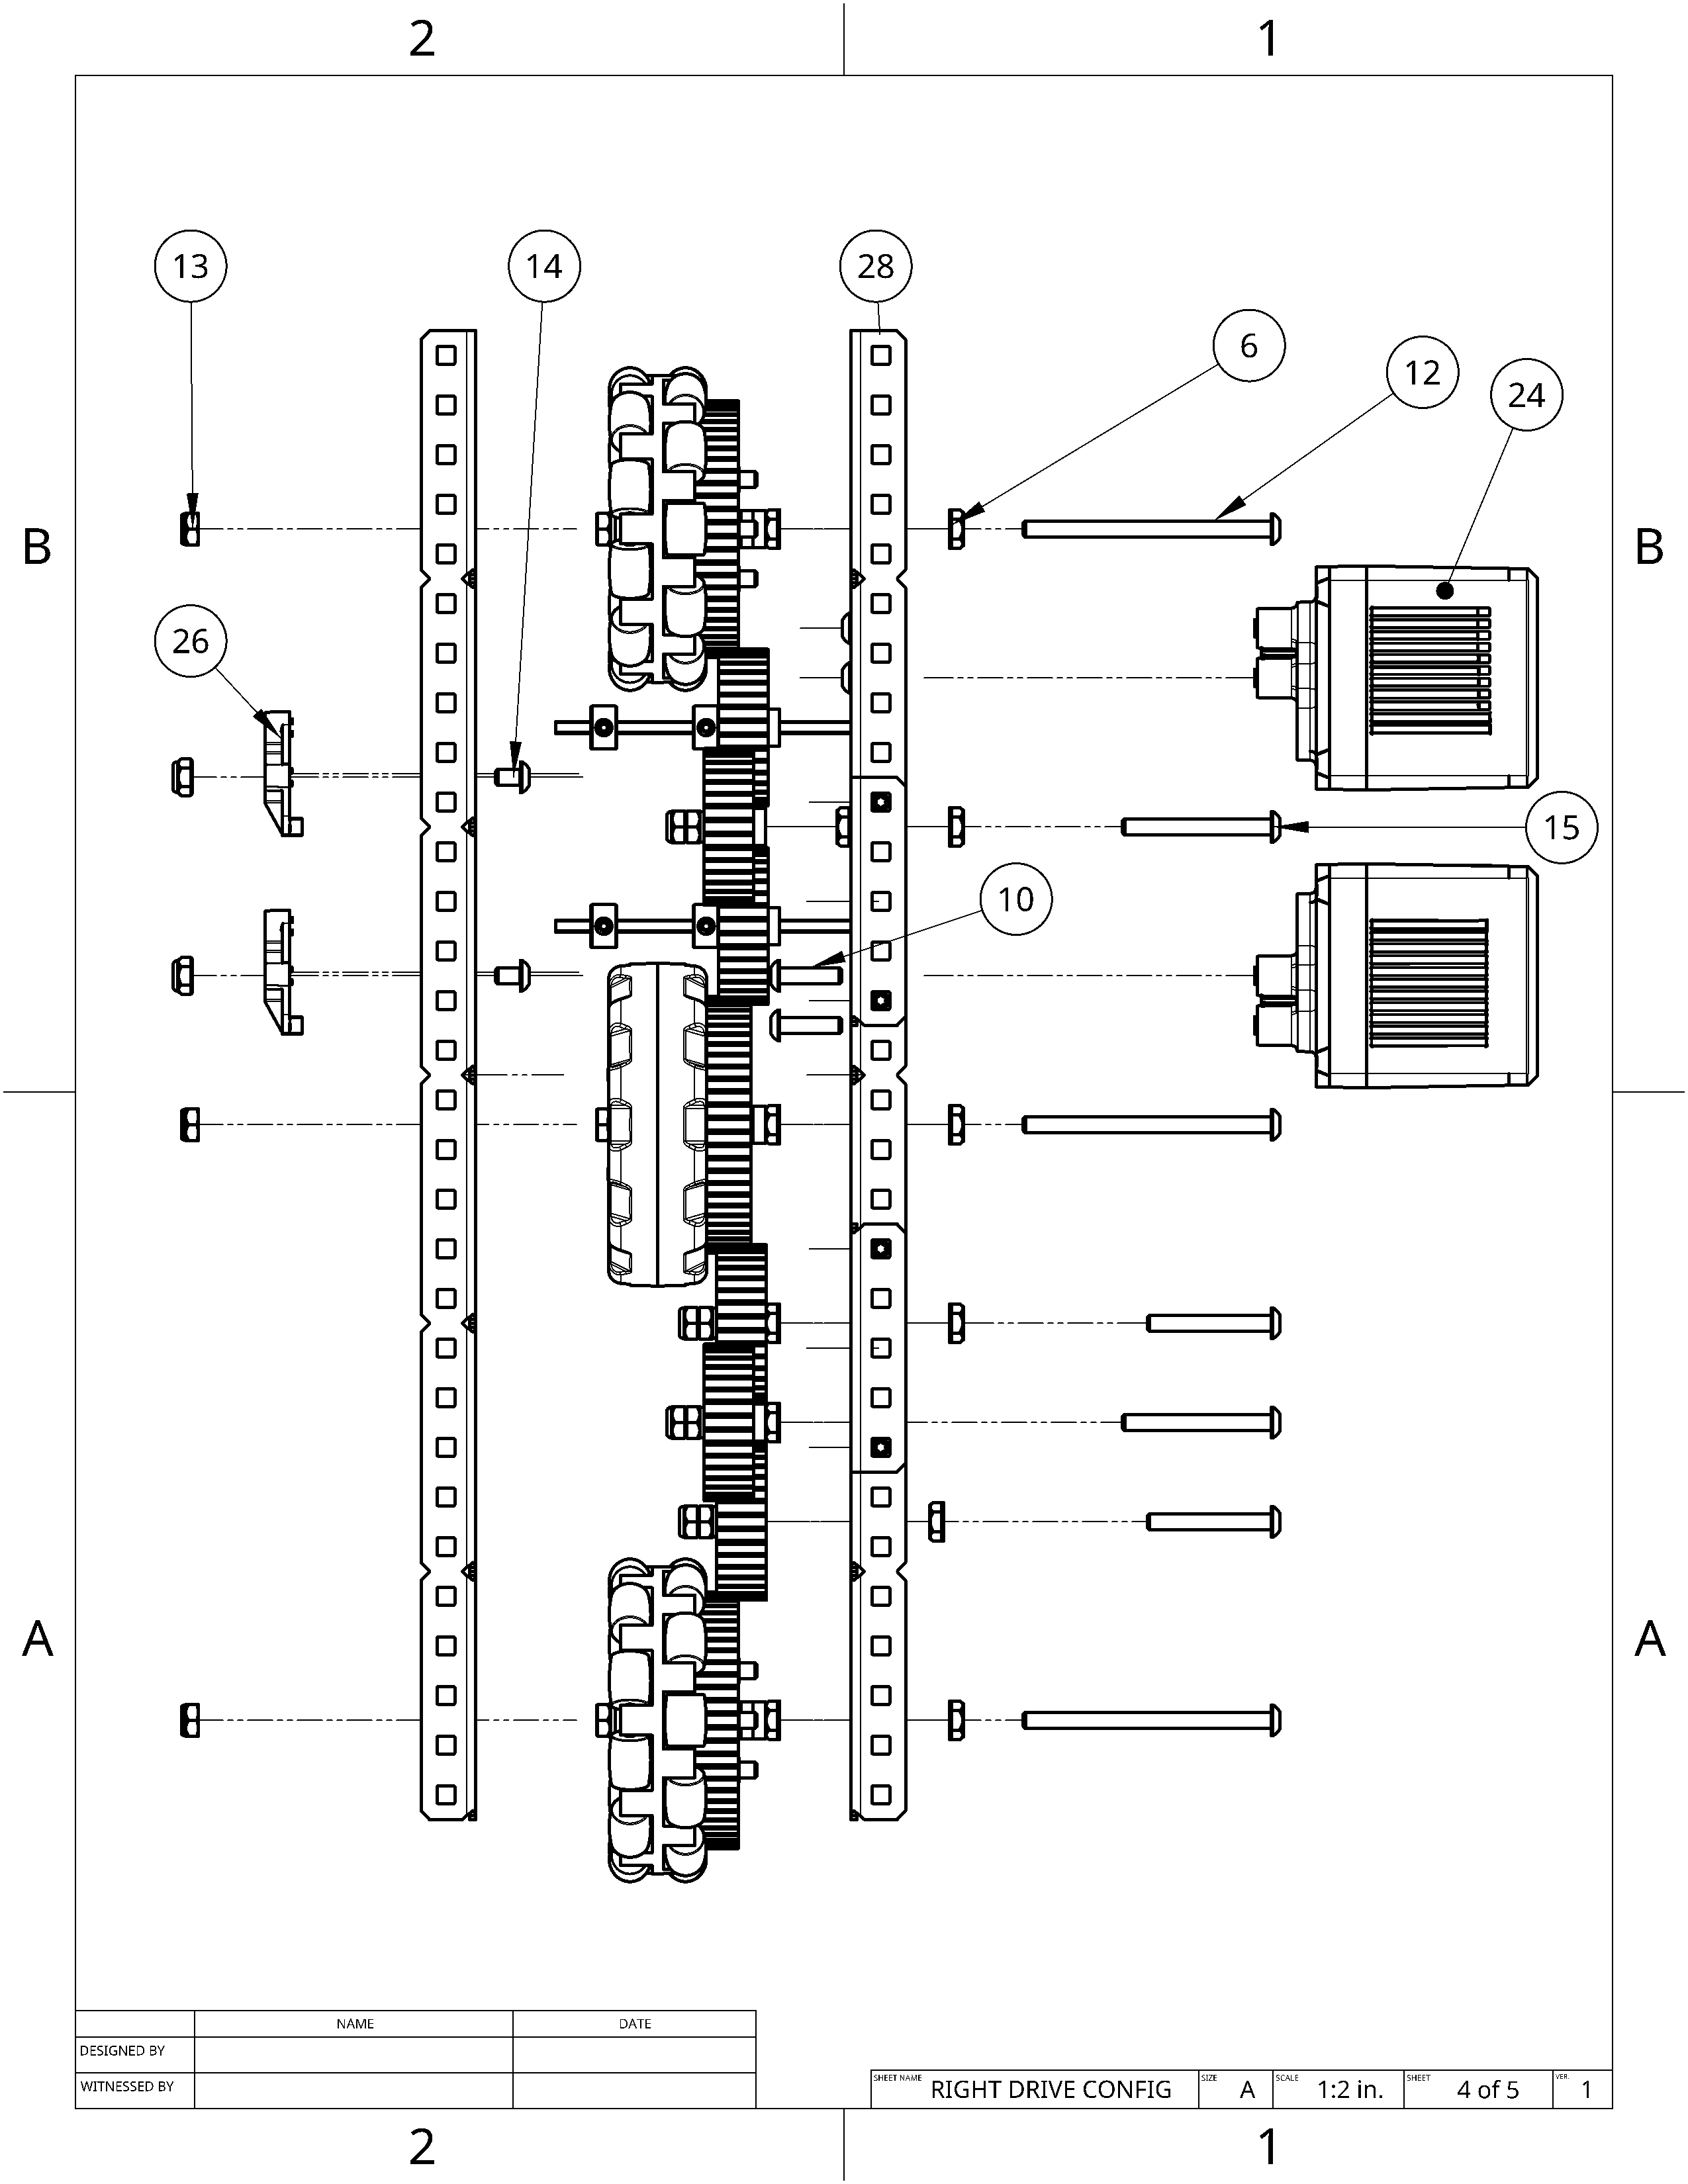 2 1
13 14 28
6
12
24
B B
26
15
10
A A
NAME DATE
DESIGNED BY
WITNESSED BY
SHEET NAME RIGHT DRIVE CONFIG SIZE A SCALE 1:2 in. SHEET 4 of 5 VER. 1
2 1